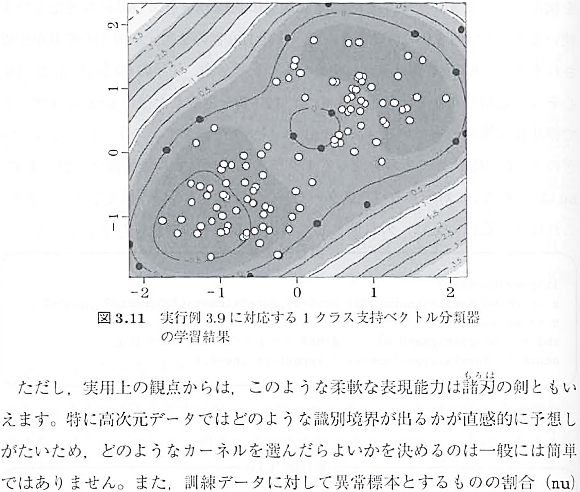 2
1
0
−1
−2
−1
0
1
2
図 3.11 実行例 3.9 に対応する 1 クラス支持ベクトル分類器
の学習結果
もろは
ただし，実用上の観点からは，このような柔軟な表現能力は諸刃の剣ともい
えます。特に高次元データではどのような識別境界が出るかが直感的に予想し
がたいため，どのようなカーネルを選んだらよいかを決めるのは一般には簡単
ではありません。また，訓練データに対して異常標本とするものの割合（nu）